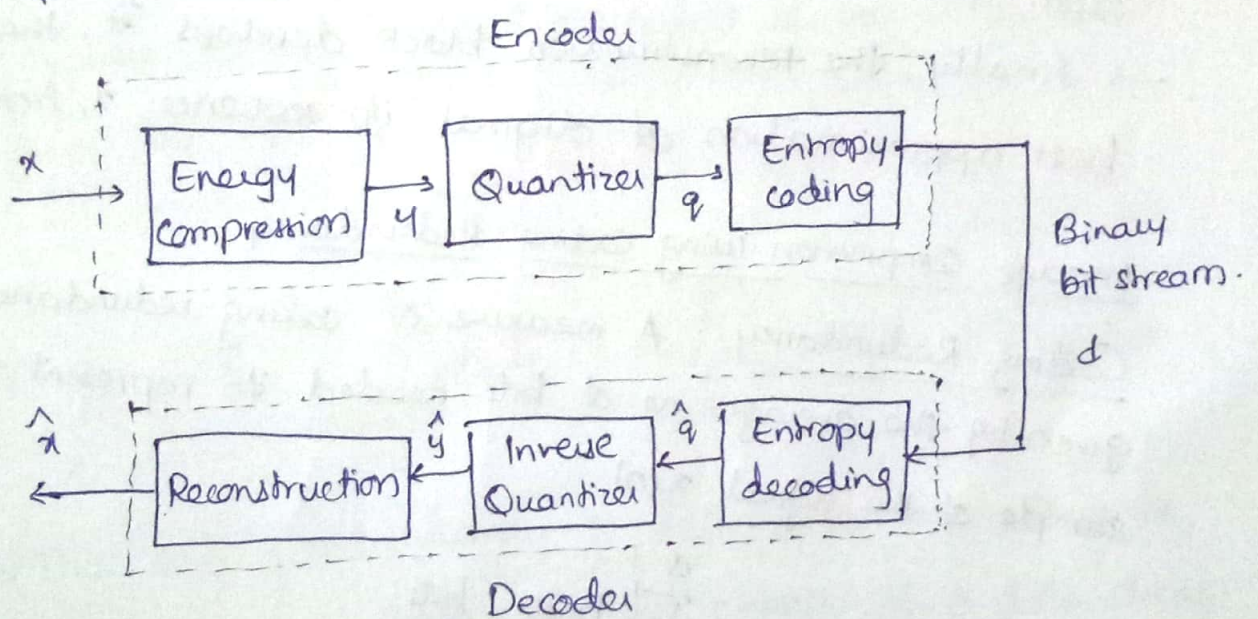 Encoder
x
Energy
compression
y
Quantizer
q
Entropy
coding
Binary
bit stream.
d
x̂
Reconstruction
ŷ
Inverse
Quantizer
q̂
Entropy
decoding
Decoder